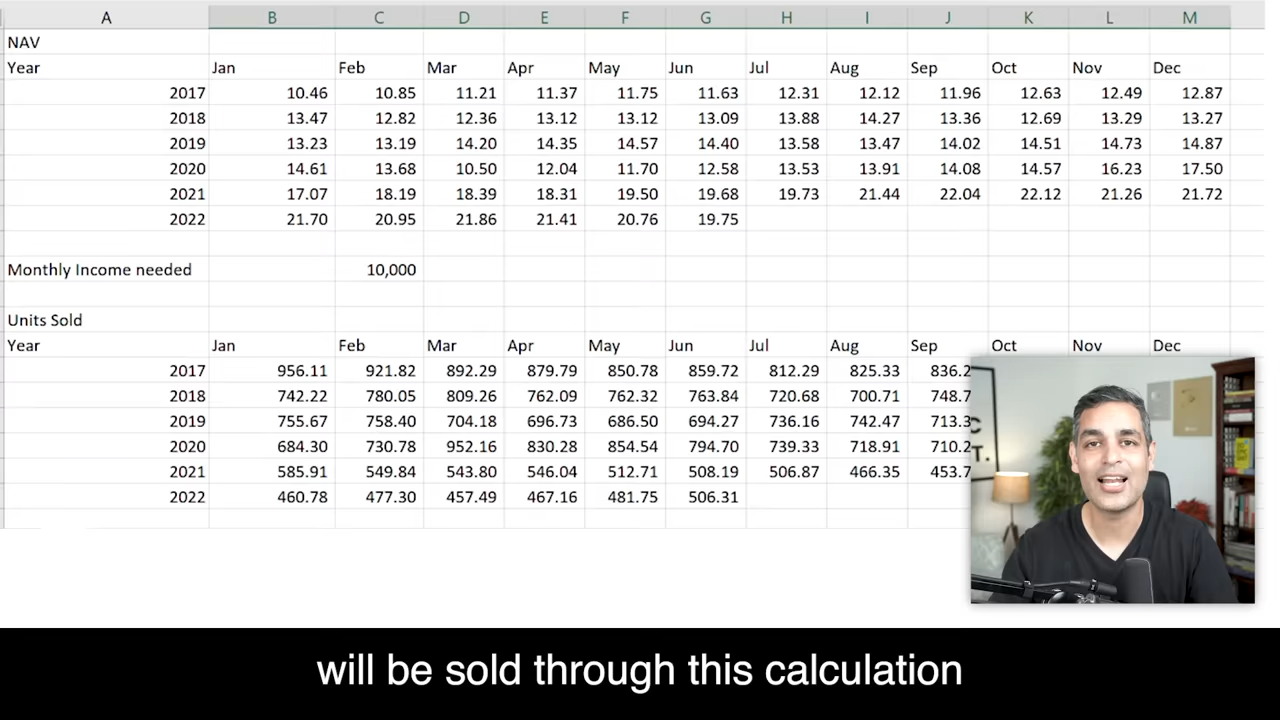 A B C D E F G H I J K L M
NAV
Year Jan Feb Mar Apr May Jun Jul Aug Sep Oct Nov Dec
2017 10.46 10.85 11.21 11.37 11.75 11.63 12.31 12.12 11.96 12.63 12.49 12.87
2018 13.47 12.82 12.36 13.12 13.12 13.09 13.88 14.27 13.36 12.69 13.29 13.27
2019 13.23 13.19 14.20 14.35 14.57 14.40 13.58 13.47 14.02 14.51 14.73 14.87
2020 14.61 13.68 10.50 12.04 11.70 12.58 13.53 13.91 14.08 14.57 16.23 17.50
2021 17.07 18.19 18.39 18.31 19.50 19.68 19.73 21.44 22.04 22.12 21.26 21.72
2022 21.70 20.95 21.86 21.41 20.76 19.75
Monthly Income needed 10,000
Units Sold
Year Jan Feb Mar Apr May Jun Jul Aug Sep Oct Nov Dec
2017 956.11 921.82 892.29 879.79 850.78 859.72 812.29 825.33 836.2
2018 742.22 780.05 809.26 762.09 762.32 763.84 720.68 700.71 748.7
2019 755.67 758.40 704.18 696.73 686.50 694.27 736.16 742.47 713.3
2020 684.30 730.78 952.16 830.28 854.54 794.70 739.33 718.91 710.2
2021 585.91 549.84 543.80 546.04 512.71 508.19 506.87 466.35 453.7
2022 460.78 477.30 457.49 467.16 481.75 506.31
C
T.
will be sold through this calculation